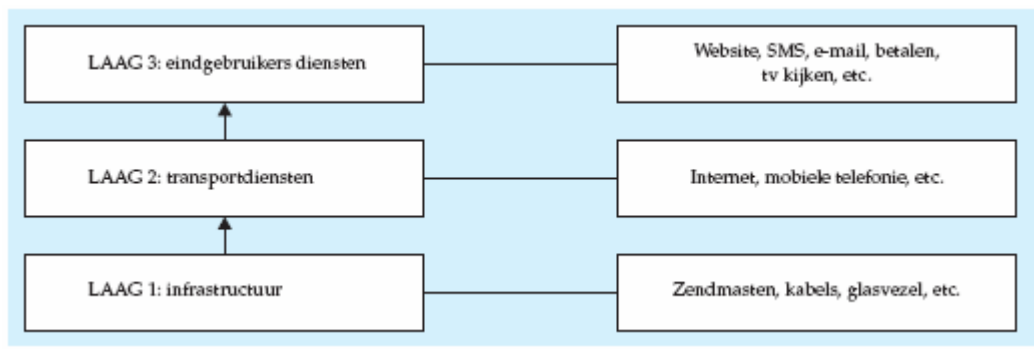 LAAG 3: eindgebruikers diensten
Website, SMS, e-mail, betalen,
tv kijken, etc.
LAAG 2: transportdiensten
Internet, mobiele telefonie, etc.
LAAG 1: infrastructuur
Zendmasten, kabels, glasvezel, etc.